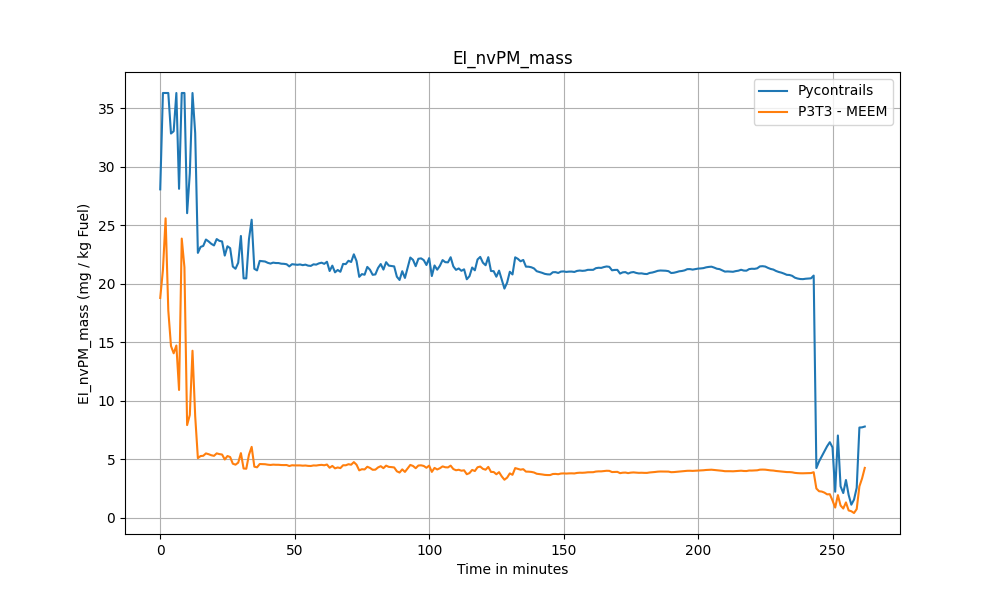 EI_nvPM_mass
Pycontrails
P3T3 - MEEM
EI_nvPM_mass (mg / kg Fuel)
35
30
25
20
15
10
5
0
0 50 100 150 200 250
Time in minutes